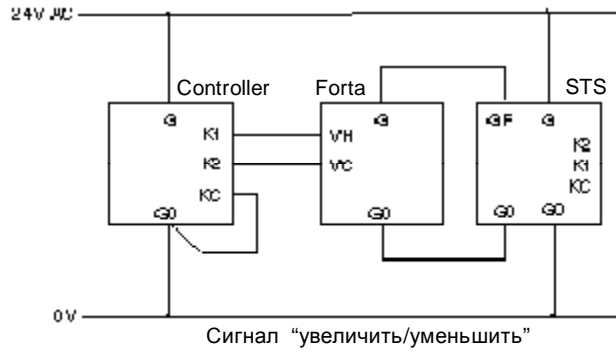 24V AC
Controller Forta STS
G G GF G
K1 VH K2
K2 VC K1
KC KC
G0 G0 G0 G0
0V
Сигнал “увеличить/уменьшить”